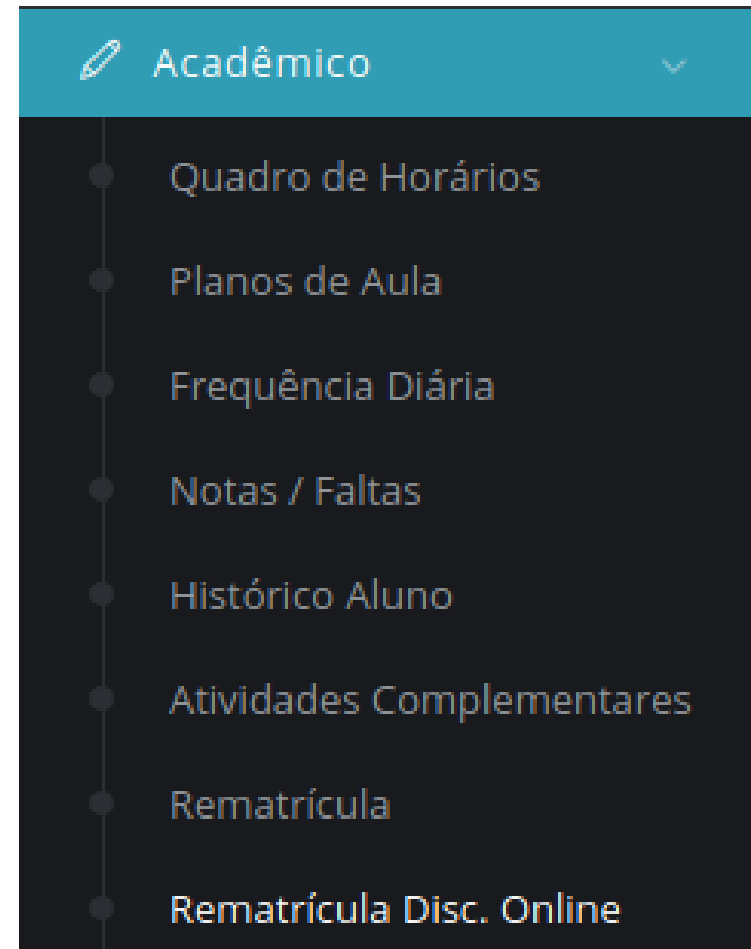 Acadêmico
Quadro de Horários
Planos de Aula
Frequência Diária
Notas / Faltas
Histórico Aluno
Atividades Complementares
Rematrícula
Rematrícula Disc. Online